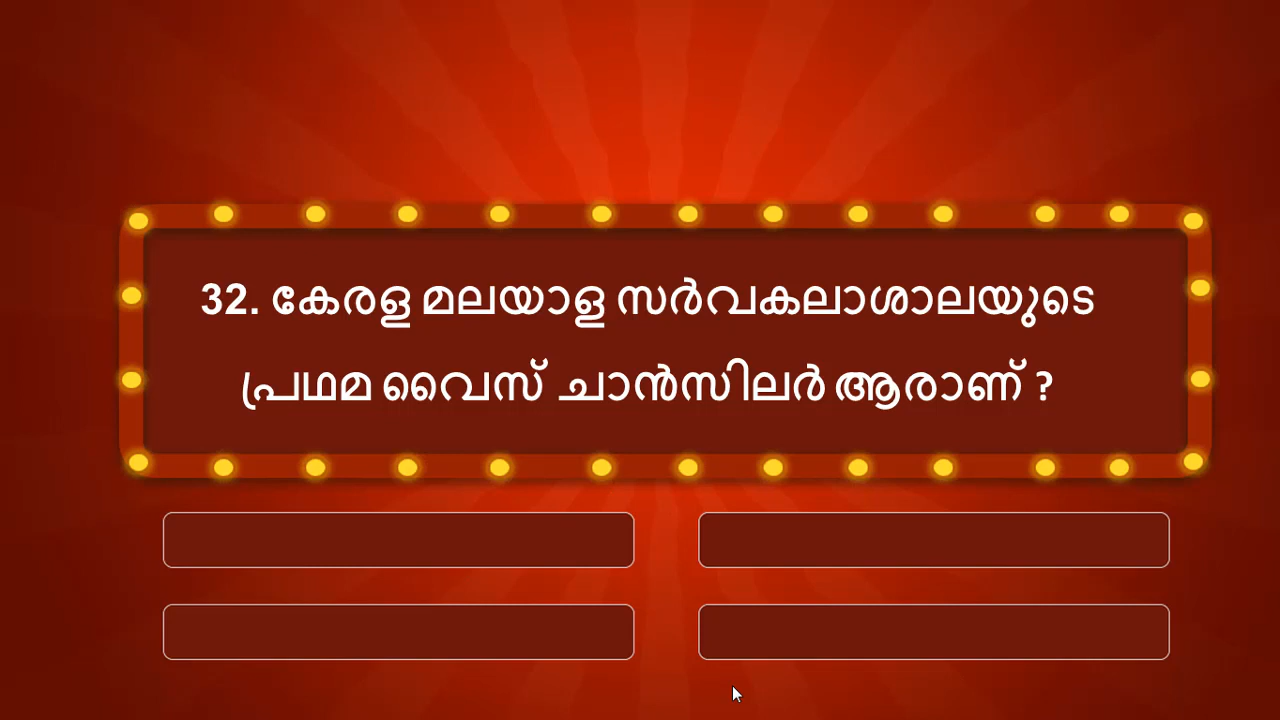 32. കേരള മലയാള സർവകലാശാലയുടെ
പ്രഥമ വൈസ് ചാൻസിലർ ആരാണ് ?